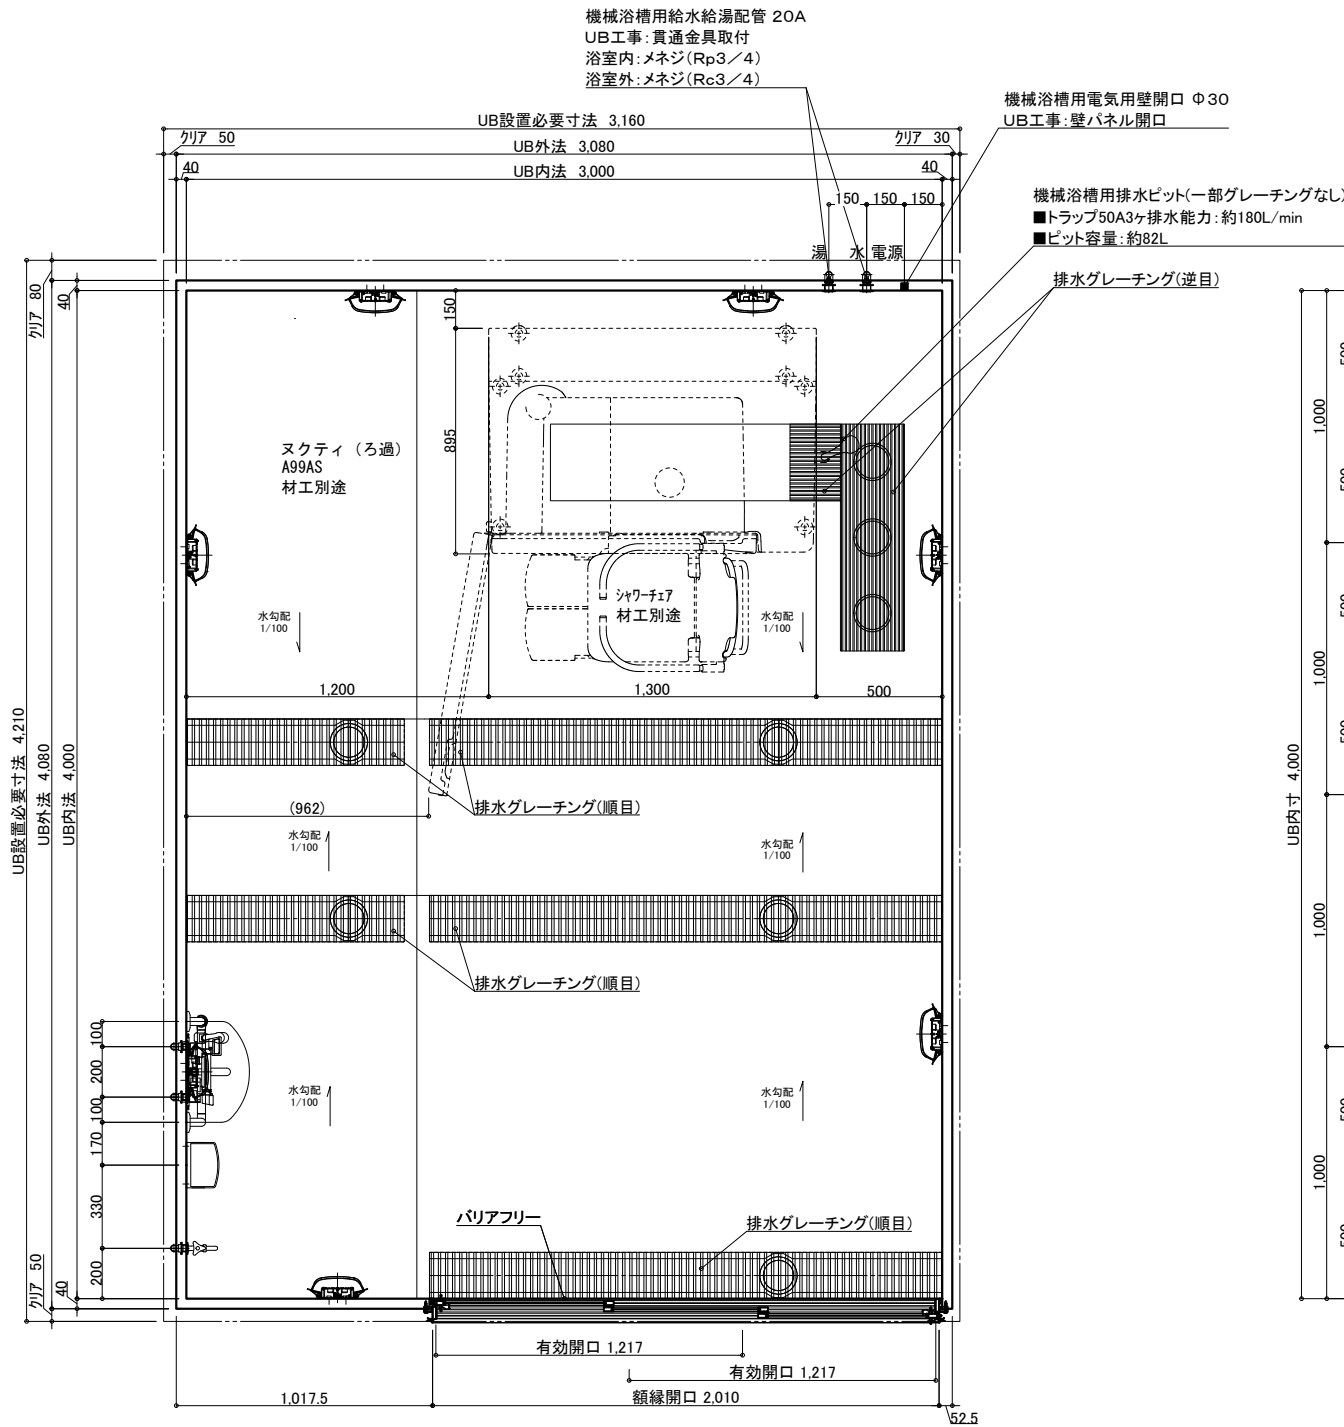 機械浴槽用給水給湯配管 20A
UB工事:貫通金具取付
浴室内:メネジ(Rp3/4)
浴室外:メネジ(Rc3/4)
機械浴槽用電気用壁開口 Φ30
UB工事:壁パネル開口
UB設置必要寸法 3,160
クリア 50
UB外法 3,080
クリア 30
40
UB内法 3,000
40
機械浴槽用排水ピット(一部グレーチングなし)
■トラップ50A3ヶ排水能力:約180L/min
■ピット容量:約82L
150
150
150
湯
水
電源
排水グレーチング(逆目)
クリア 80
40
150
895
ヌクティ(ろ過)
A99AS
材工別途
シャワーチェア
材工別途
水勾配
1/100
水勾配
1/100
1,200
1,300
500
UB設置必要寸法 4,210
UB外法 4,080
UB内法 4,000
(962)
排水グレーチング(順目)
水勾配
1/100
水勾配
1/100
排水グレーチング(順目)
100
200
100
170
330
200
水勾配
1/100
水勾配
1/100
バリアフリー
排水グレーチング(順目)
クリア 50
40
有効開口 1,217
有効開口 1,217
1,017.5
額縁開口 2,010
52.5
UB内寸 4,000
1,000
1,000
1,000
1,000